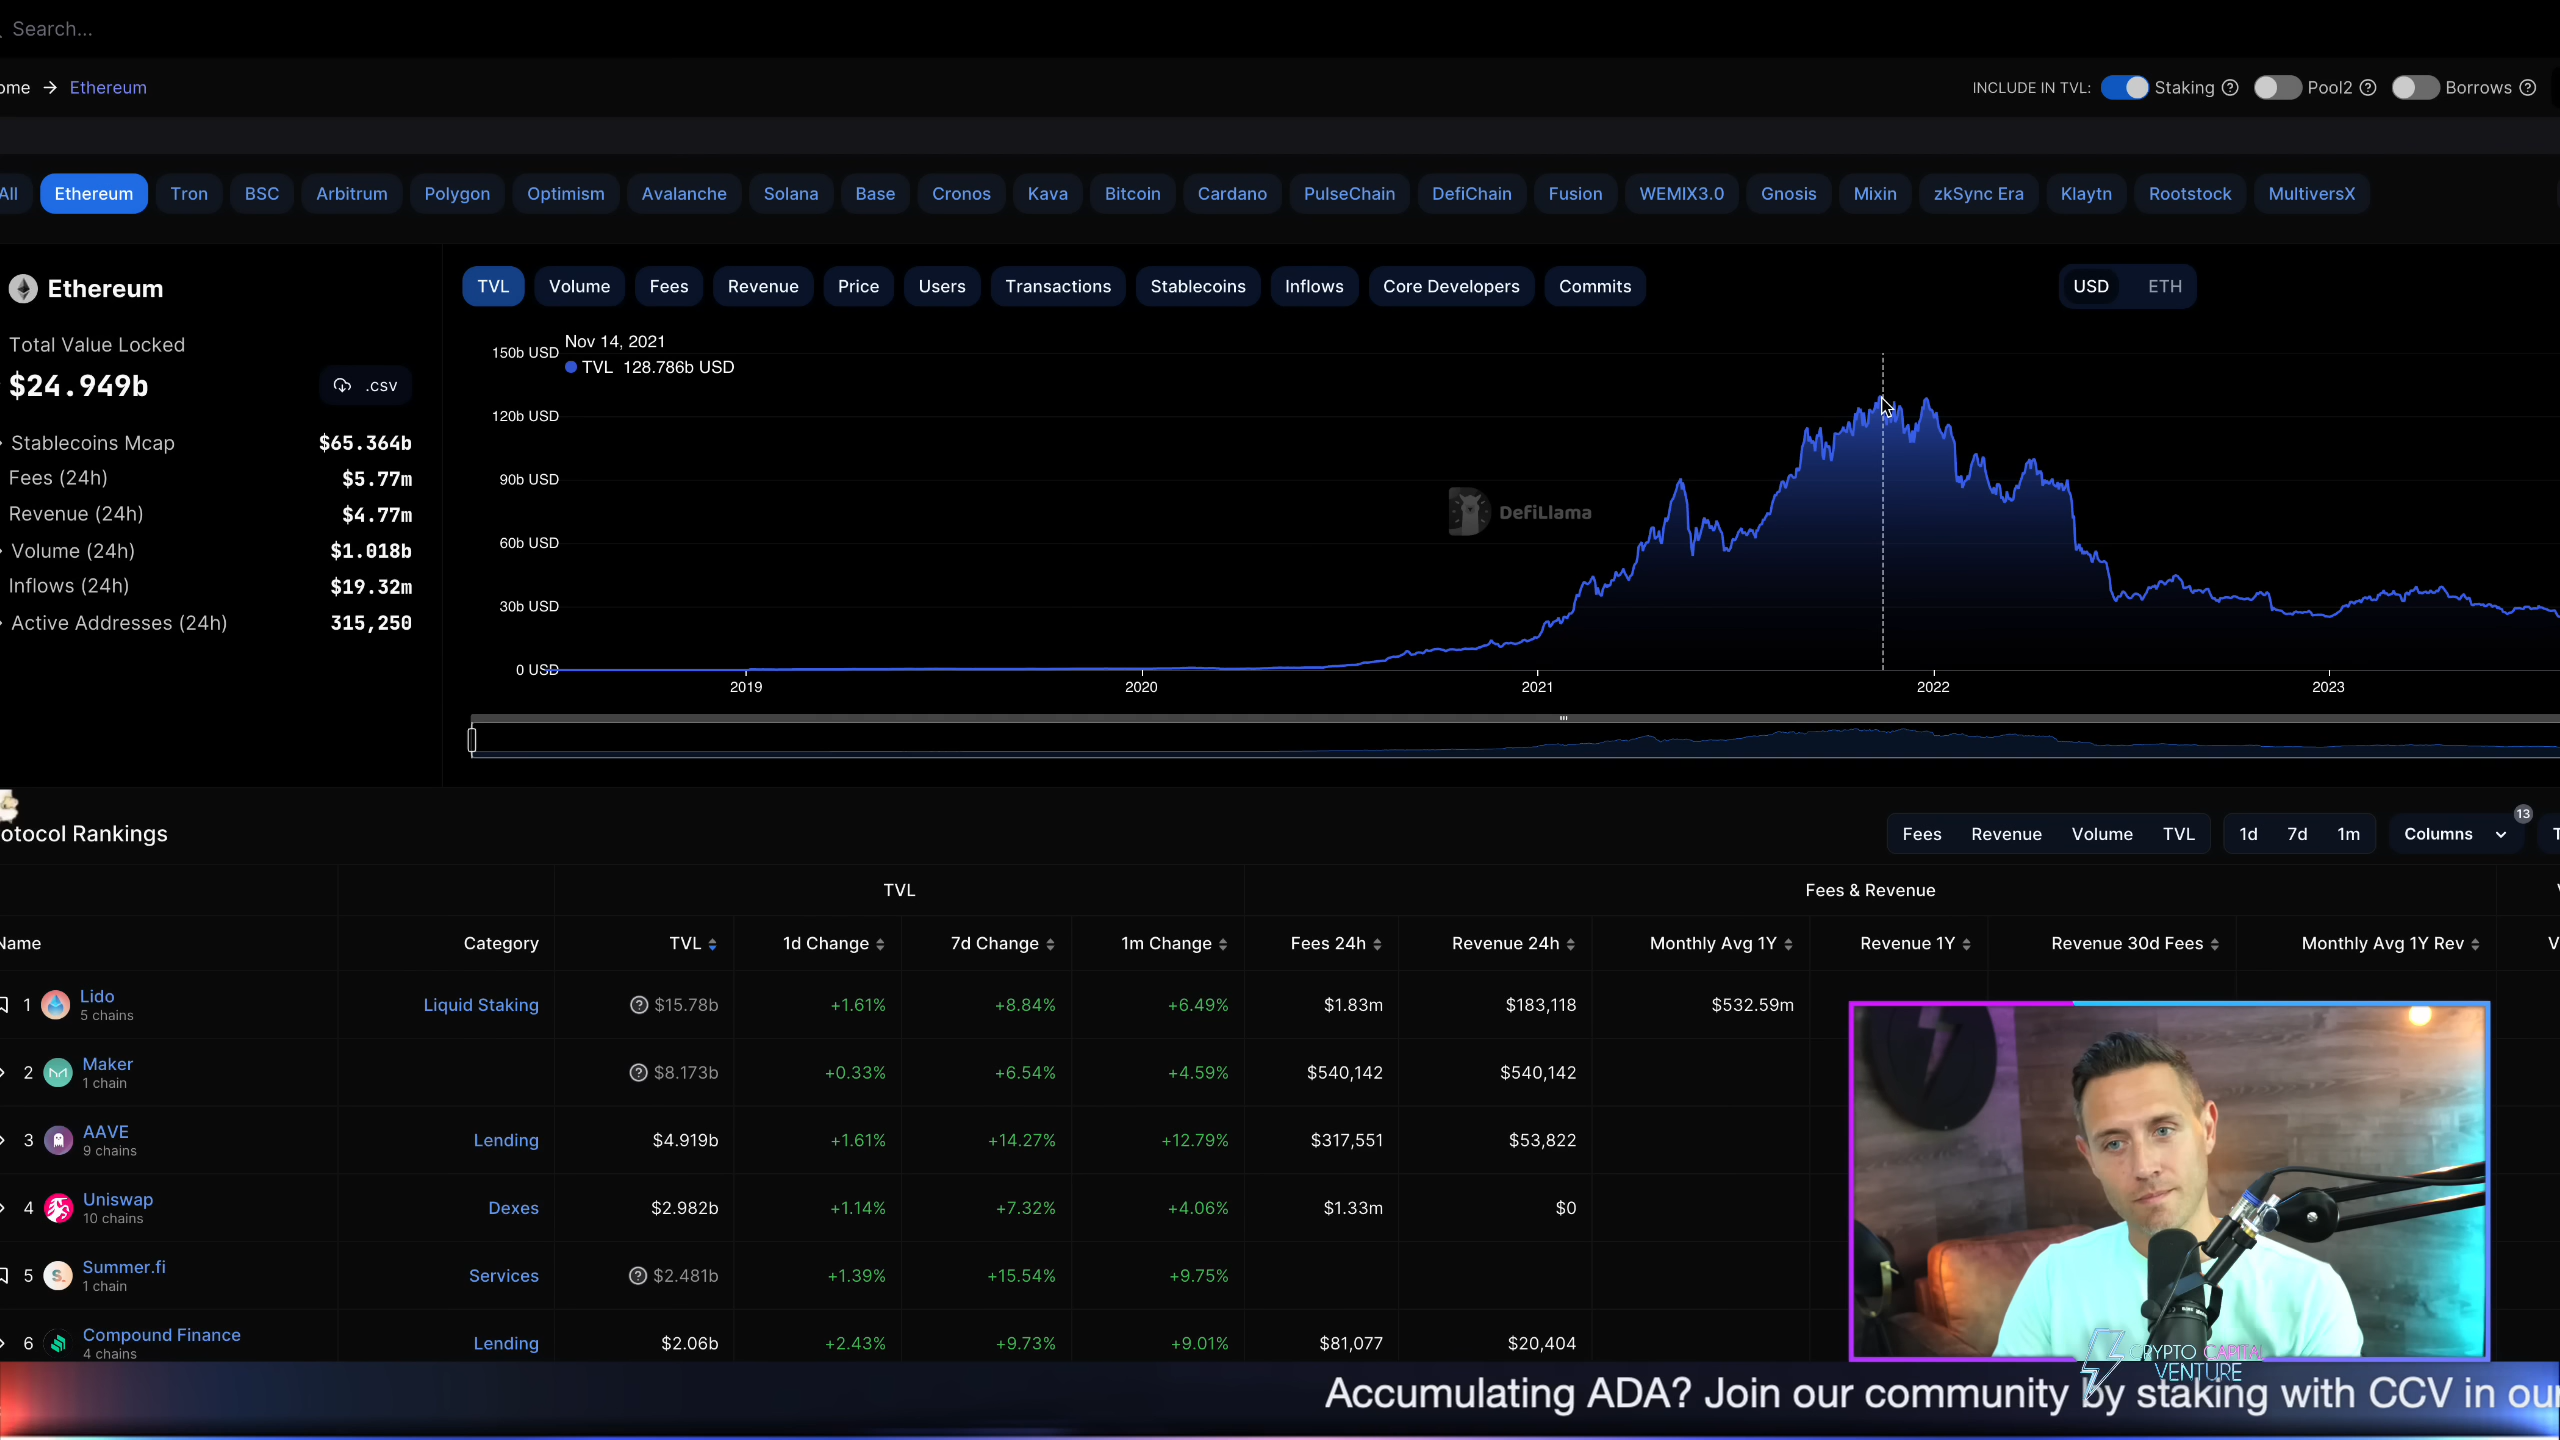 Search...
ome → Ethereum
INCLUDE IN TVL: Staking Pool2 Borrows
All Ethereum Tron BSC Arbitrum Polygon Optimism Avalanche Solana Base Cronos Kava Bitcoin Cardano PulseChain DefiChain Fusion WEMIX3.0 Gnosis Mixin zkSync Era Klaytn Rootstock MultiversX
Ethereum
Total Value Locked
$24.949b .csv
Stablecoins Mcap $65.364b
Fees (24h) $5.77m
Revenue (24h) $4.77m
Volume (24h) $1.018b
Inflows (24h) $19.32m
Active Addresses (24h) 315,250
TVL Volume Fees Revenue Price Users Transactions Stablecoins Inflows Core Developers Commits USD ETH
Nov 14, 2021
TVL 128.786b USD
150b USD
120b USD
90b USD
60b USD
30b USD
0 USD
DefiLlama
2019 2020 2021 2022 2023
otocol Rankings
Fees Revenue Volume TVL 1d 7d 1m Columns 13 T
TVL Fees & Revenue V
Name Category TVL 1d Change 7d Change 1m Change Fees 24h Revenue 24h Monthly Avg 1Y Revenue 1Y Revenue 30d Fees Monthly Avg 1Y Rev V
1 Lido Liquid Staking $15.78b +1.61% +8.84% +6.49% $1.83m $183,118 $532.59m
5 chains
2 Maker $8.173b +0.33% +6.54% +4.59% $540,142 $540,142
1 chain
3 AAVE Lending $4.919b +1.61% +14.27% +12.79% $317,551 $53,822
9 chains
4 Uniswap Dexes $2.982b +1.14% +7.32% +4.06% $1.33m $0
10 chains
5 Summer.fi Services $2.481b +1.39% +15.54% +9.75%
1 chain
6 Compound Finance Lending $2.06b +2.43% +9.73% +9.01% $81,077 $20,404
4 chains
CRYPTO CAPITAL
VENTURE
Accumulating ADA? Join our community by staking with CCV in our